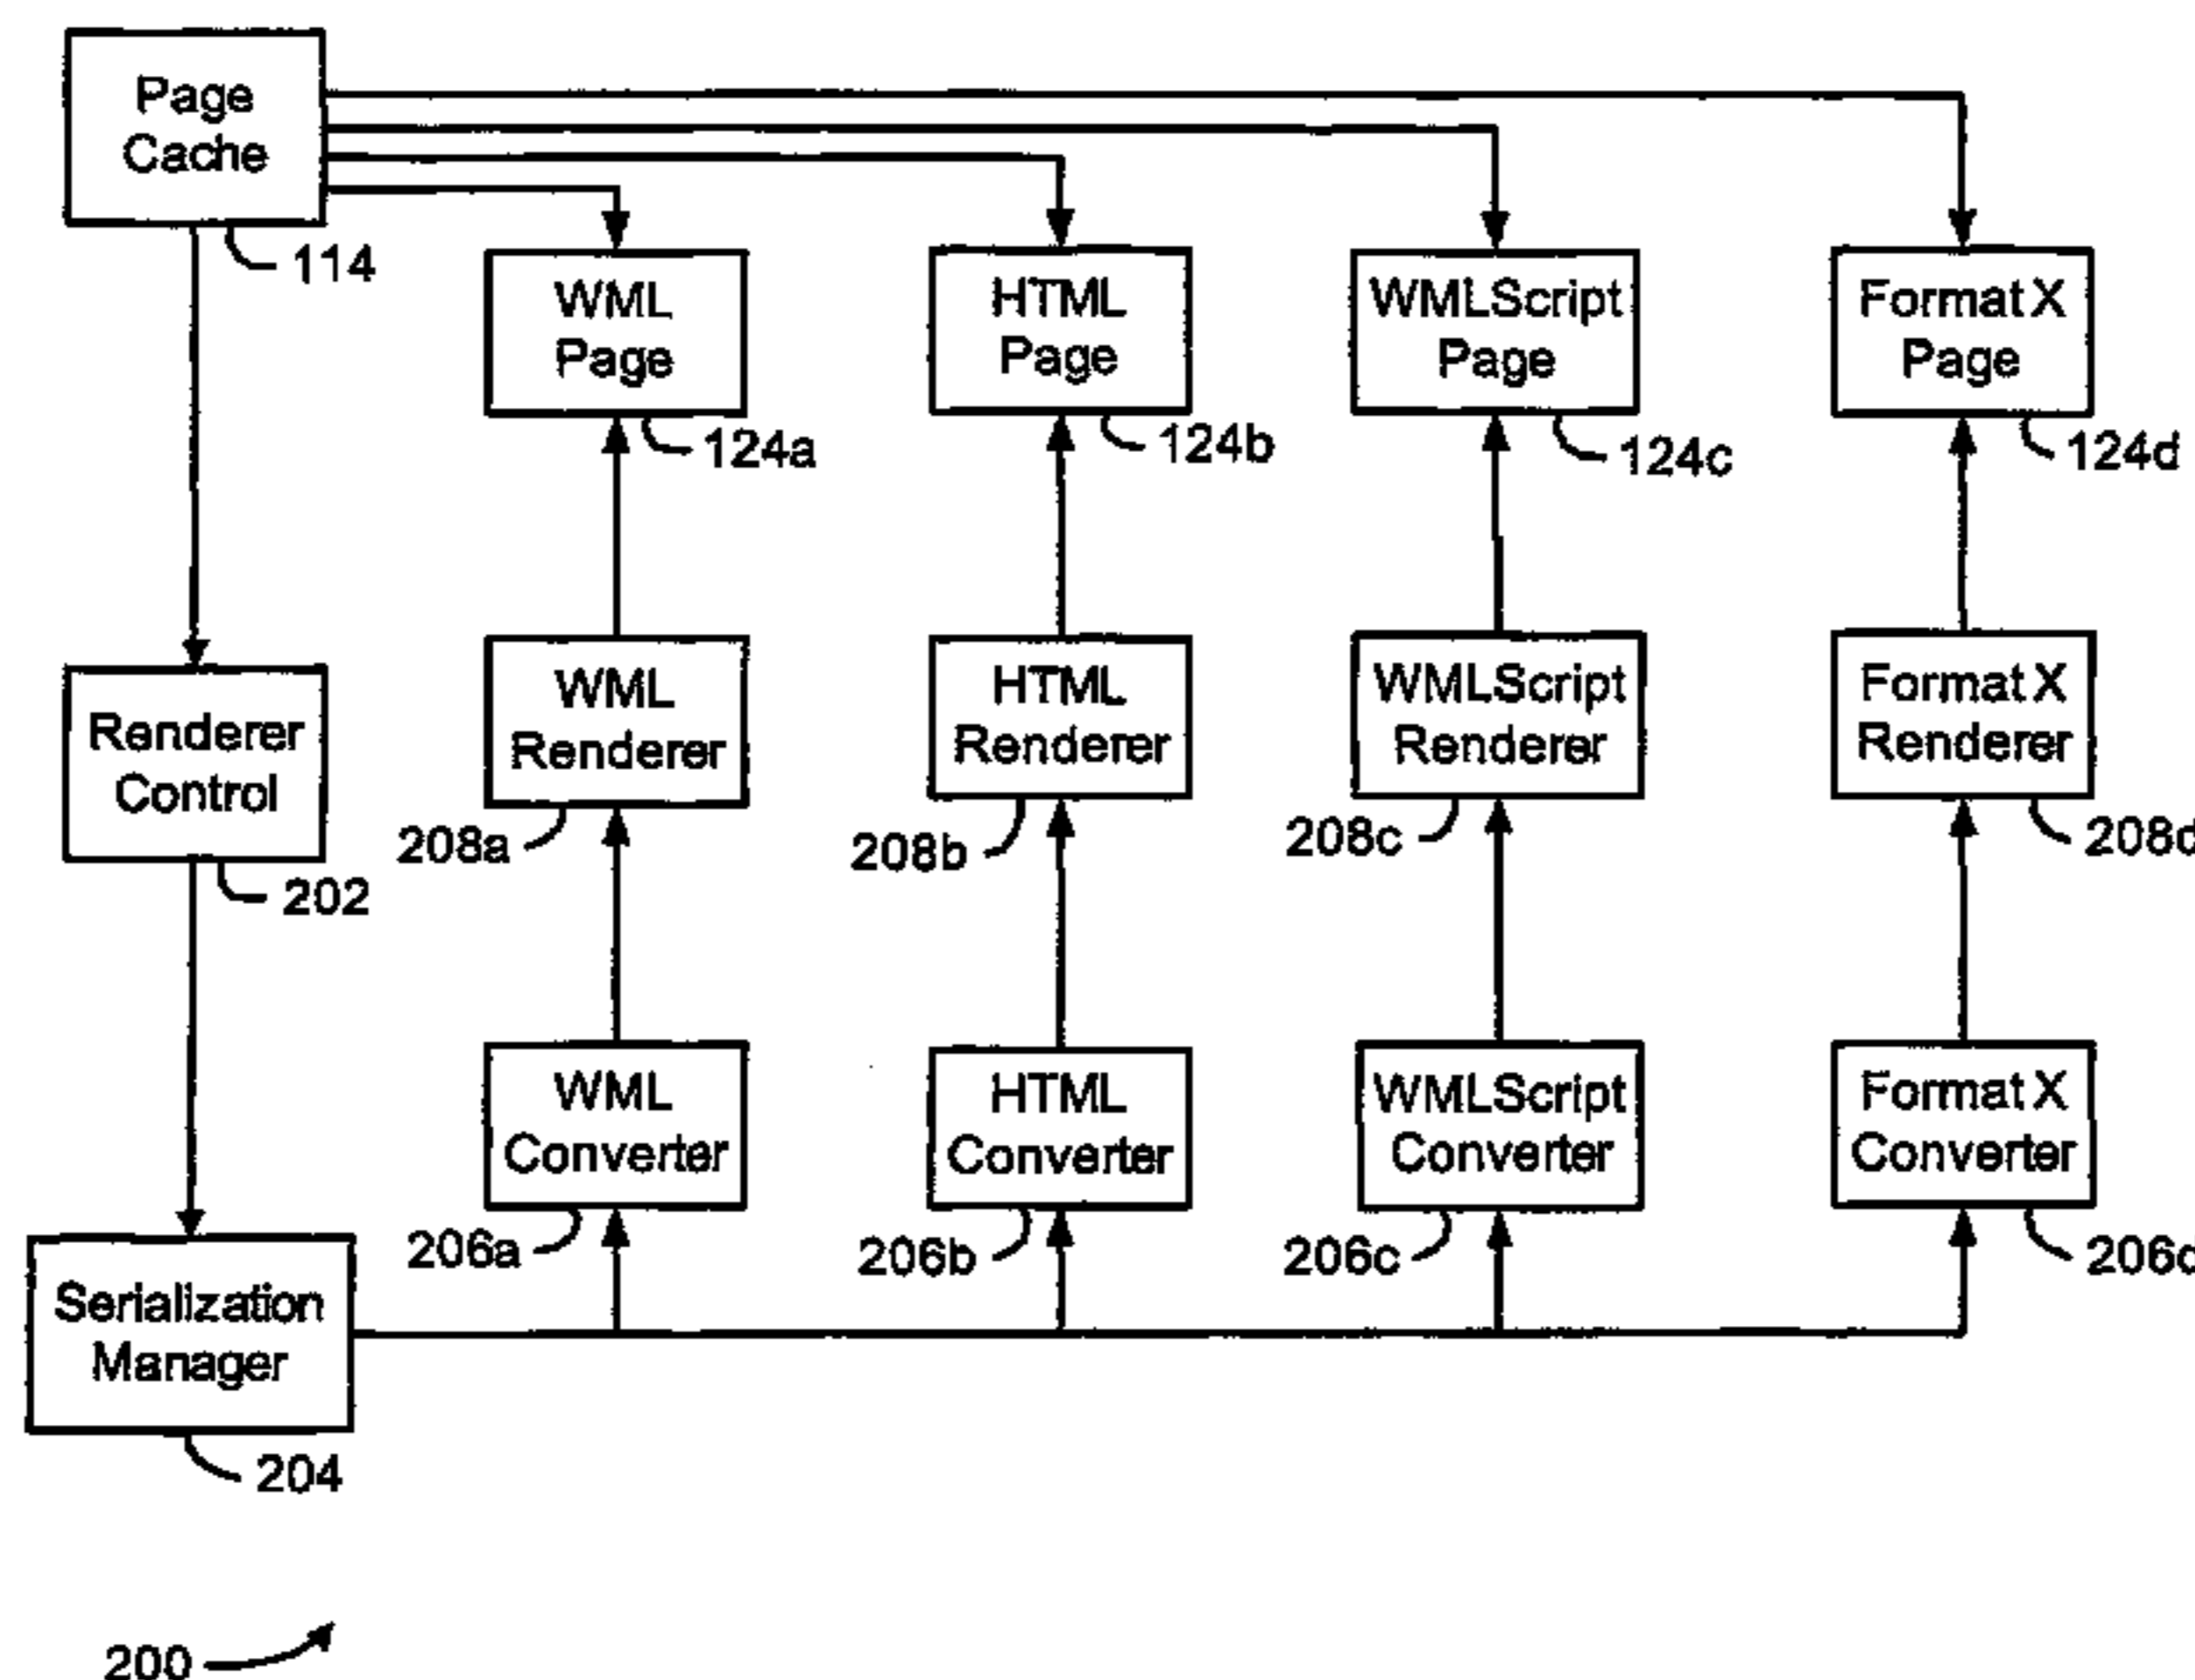 Page
Cache
114
WML
Page
124a
HTML
Page
124b
WMLScript
Page
124c
Format X
Page
124d
Renderer
Control
202
WML
Renderer
208a
HTML
Renderer
208b
WMLScript
Renderer
208c
Format X
Renderer
208d
WML
Converter
206a
HTML
Converter
206b
WMLScript
Converter
206c
Format X
Converter
206d
Serialization
Manager
204
200